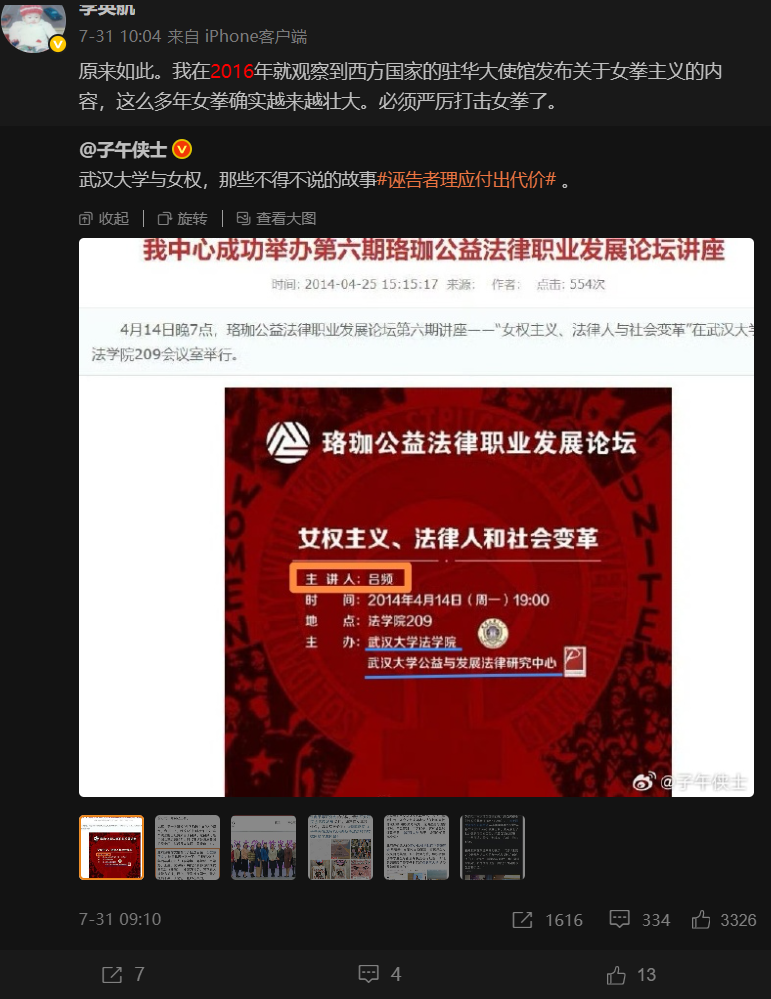 李英航
7-31 10:04 来自 iPhone客户端
原来如此。我在2016年就观察到西方国家的驻华大使馆发布关于女拳主义的内
容，这么多年女拳确实越来越壮大。必须严厉打击女拳了。
@子午侠士
武汉大学与女权，那些不得不说的故事#诬告者理应付出代价# 。
收起 旋转 查看大图
我中心成功举办第六期珞珈公益法律职业发展论坛讲座
时间: 2014-04-25 15:15:17 来源: 作者: 点击: 554次
4月14日晚7点，珞珈公益法律职业发展论坛第六期讲座——“女权主义、法律人与社会变革”在武汉大学
法学院209会议室举行。
珞珈公益法律职业发展论坛
WOMEN
UNITE
女权主义、法律人和社会变革
主 讲 人：吕频
时 间：2014年4月14日（周一）19:00
地 点：法学院209
主 办：武汉大学法学院
武汉大学公益与发展法律研究中心
@子午侠士
7-31 09:10
1616 334 3326
7 4 13